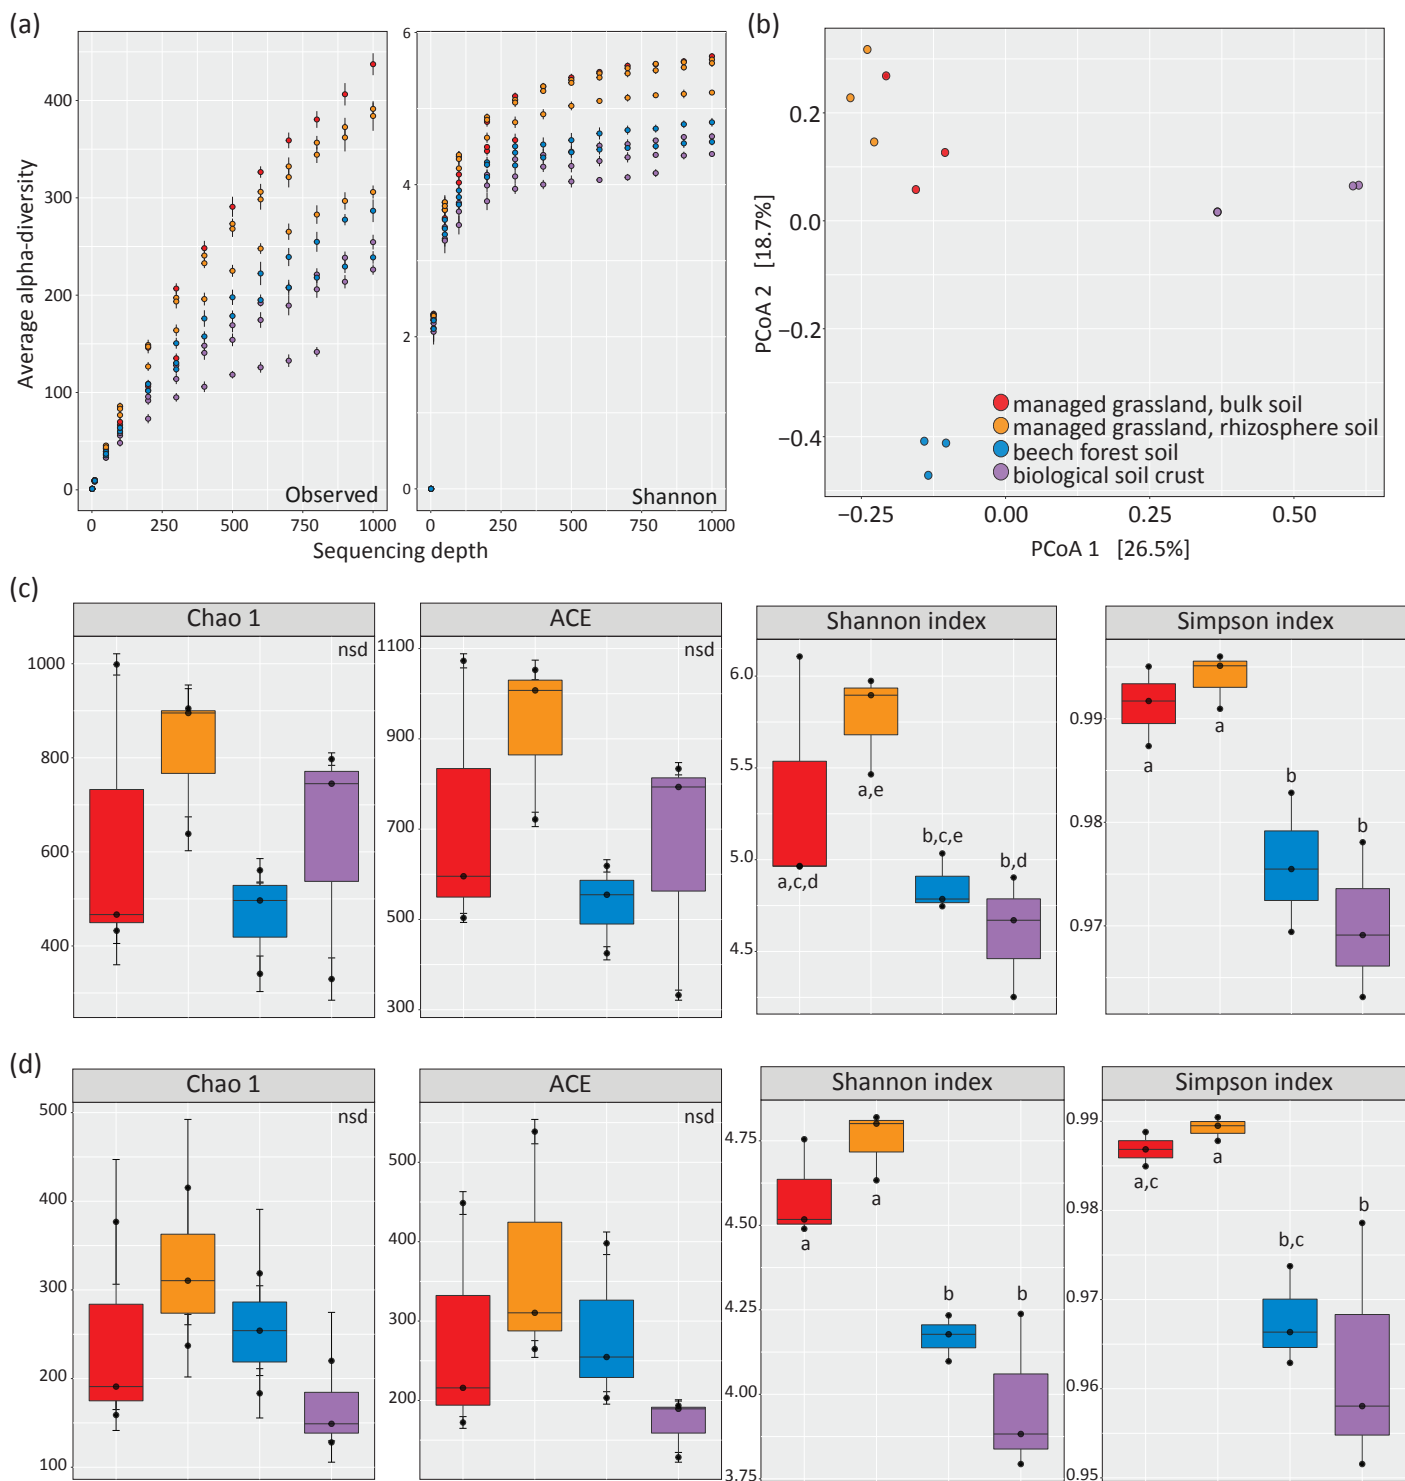 (a)
(b)
6
400
300
200
100
0
4
2
0
Average alpha-diversity
Observed
Shannon
0
250
500
750
1000
0
250
500
750
1000
Sequencing depth
0.2
0.0
−0.2
−0.4
PCoA 2 [18.7%]
managed grassland, bulk soil
managed grassland, rhizosphere soil
beech forest soil
biological soil crust
−0.25
0.00
0.25
0.50
PCoA 1 [26.5%]
(c)
Chao 1
nsd
1000
800
600
400
ACE
nsd
1100
900
700
500
300
Shannon index
6.0
5.5
5.0
4.5
a,c,d
a,e
b,c,e
b,d
Simpson index
0.99
0.98
0.97
a
a
b
b
(d)
Chao 1
nsd
500
400
300
200
100
ACE
nsd
500
400
300
200
Shannon index
4.75
4.50
4.25
4.00
3.75
a
a
b
b
Simpson index
0.99
0.98
0.97
0.96
0.95
a,c
a
b,c
b